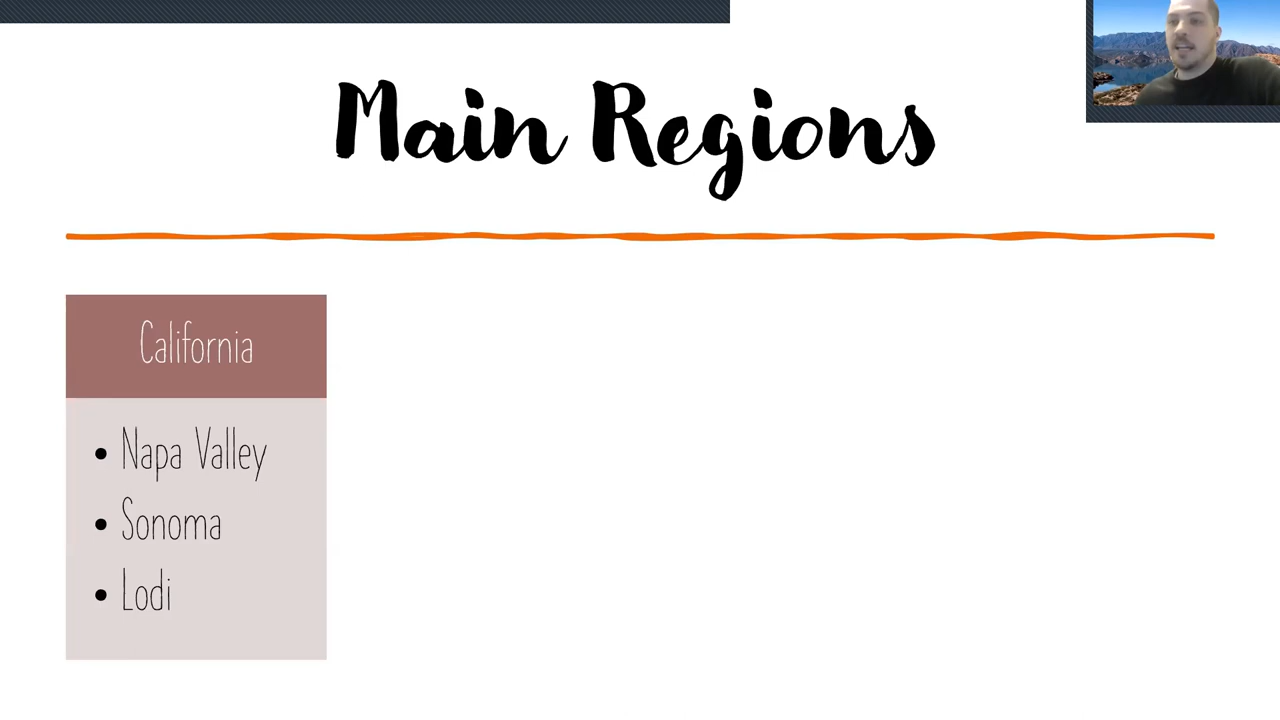 Main Regions
California
• Napa Valley
• Sonoma
• Lodi